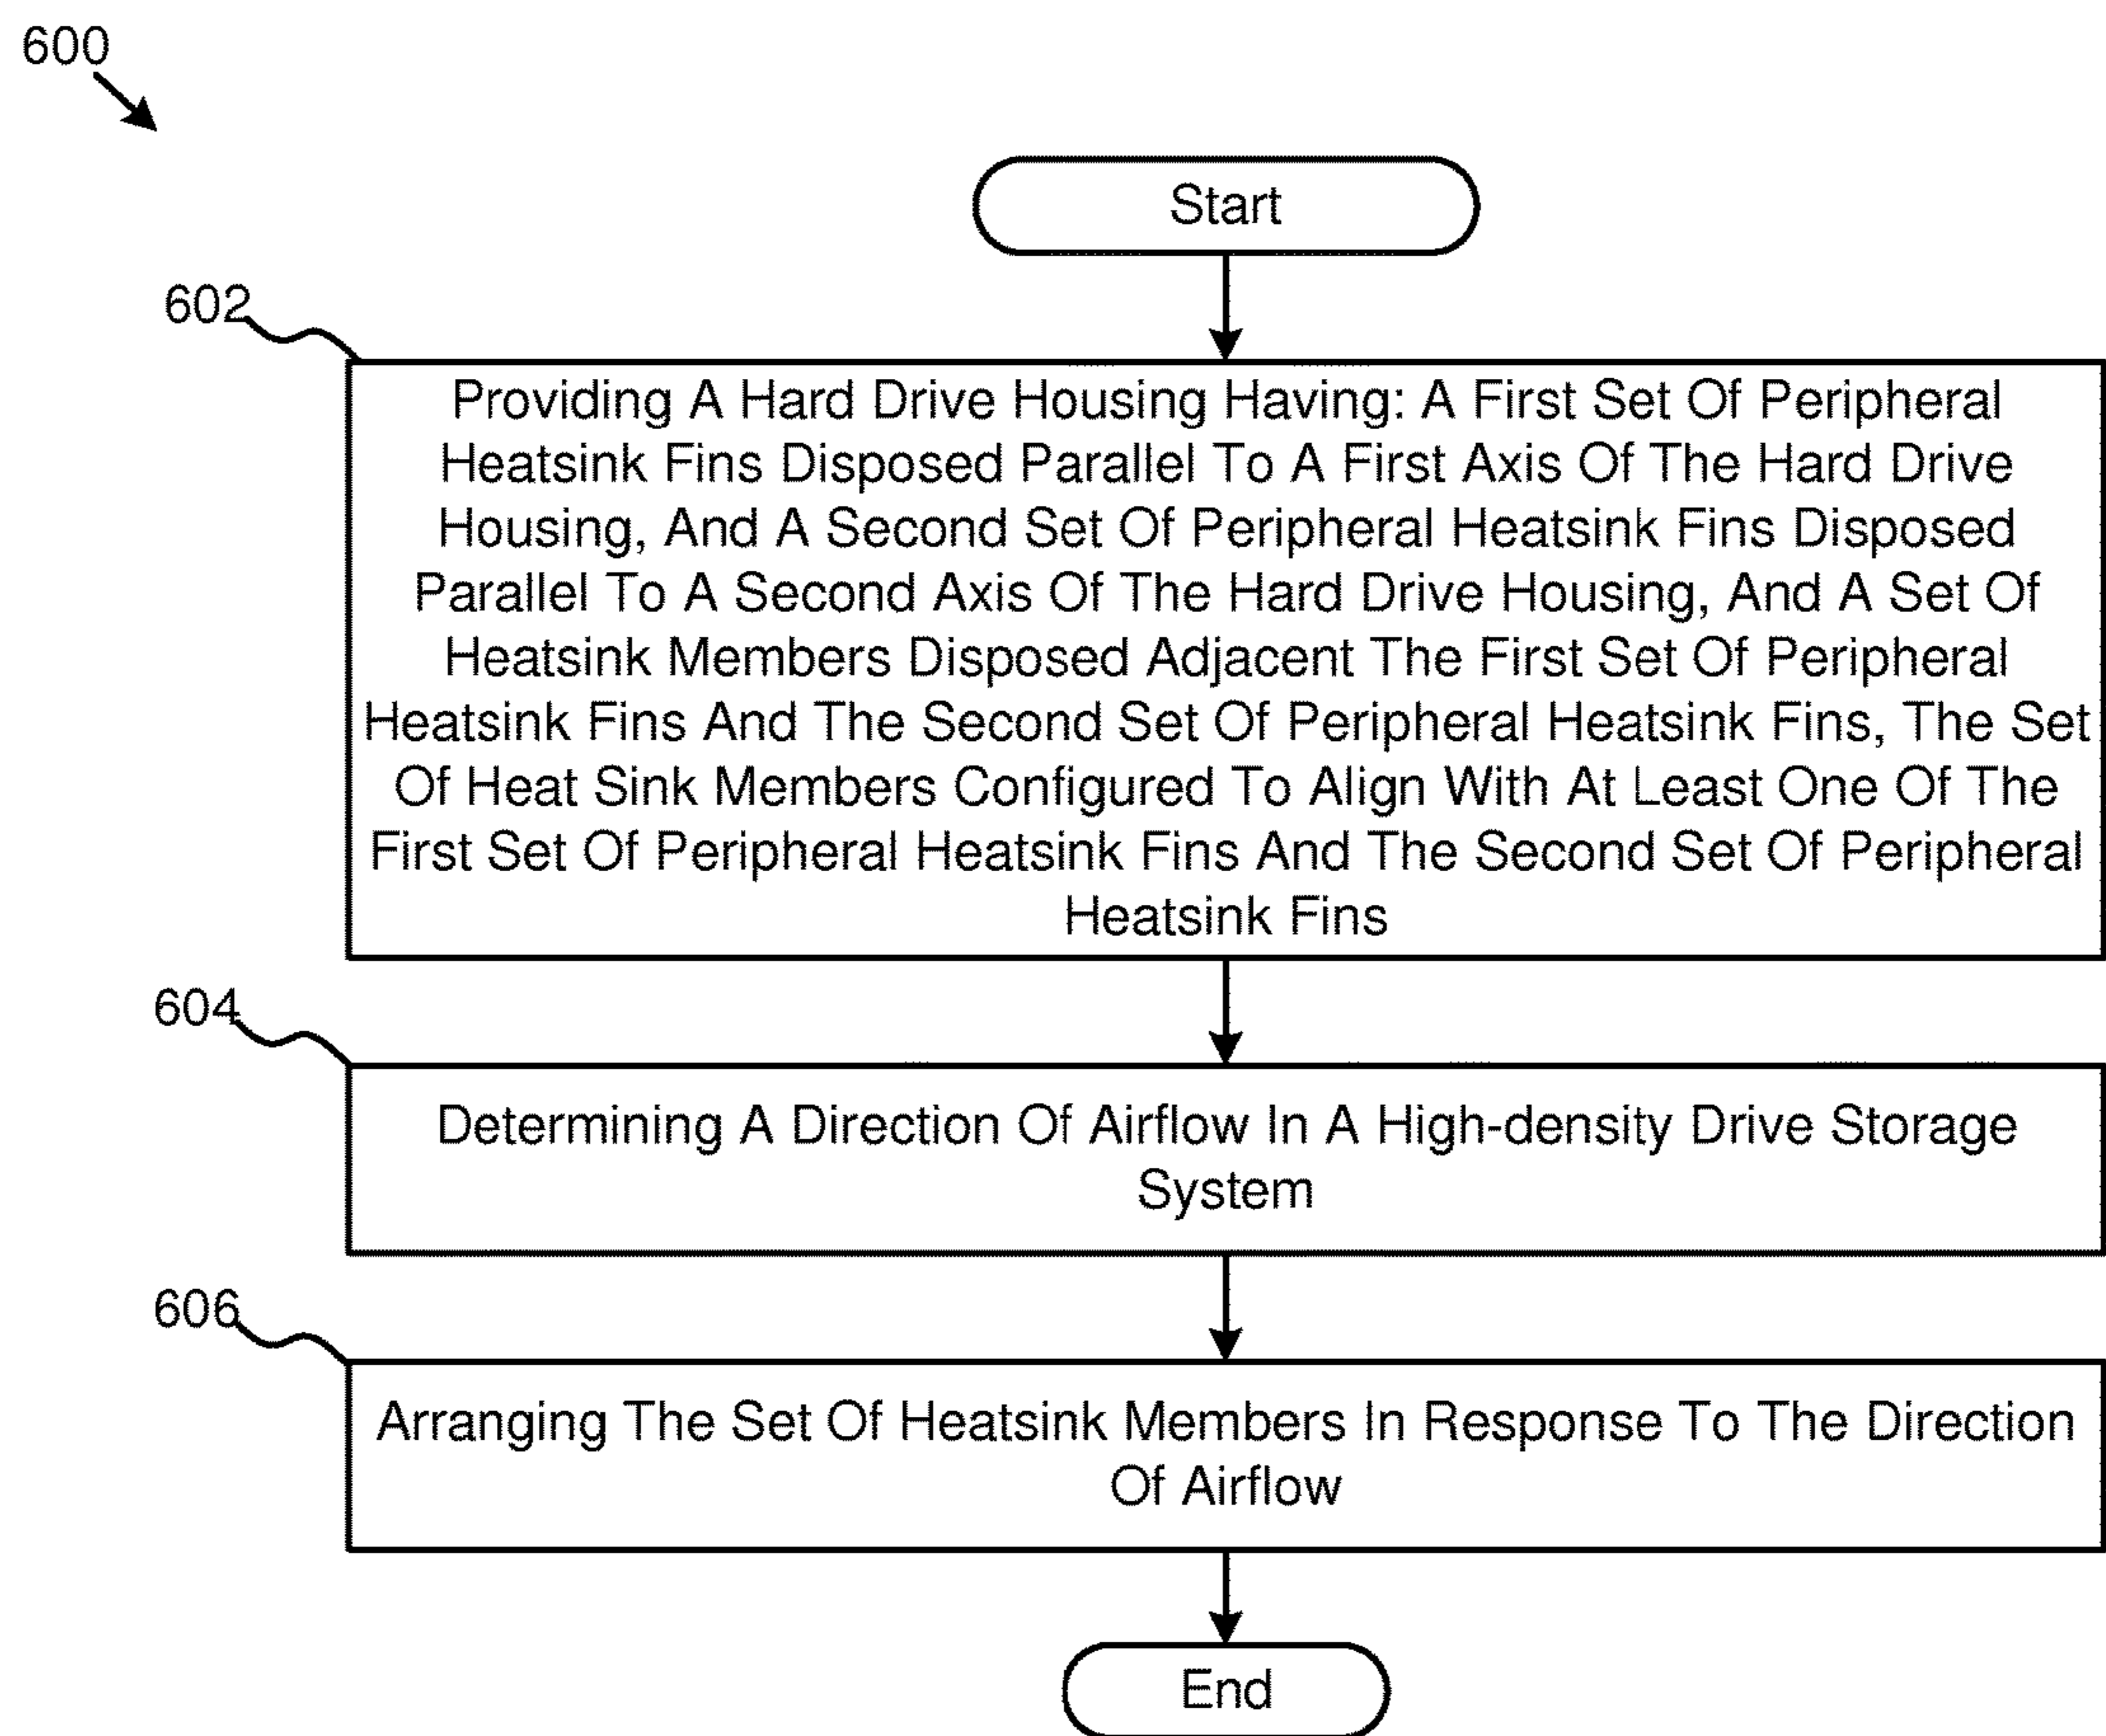 600
Start
602
Providing A Hard Drive Housing Having: A First Set Of Peripheral
Heatsink Fins Disposed Parallel To A First Axis Of The Hard Drive
Housing, And A Second Set Of Peripheral Heatsink Fins Disposed
Parallel To A Second Axis Of The Hard Drive Housing, And A Set Of
Heatsink Members Disposed Adjacent The First Set Of Peripheral
Heatsink Fins And The Second Set Of Peripheral Heatsink Fins, The Set
Of Heat Sink Members Configured To Align With At Least One Of The
First Set Of Peripheral Heatsink Fins And The Second Set Of Peripheral
Heatsink Fins
604
Determining A Direction Of Airflow In A High-density Drive Storage
System
606
Arranging The Set Of Heatsink Members In Response To The Direction
Of Airflow
End